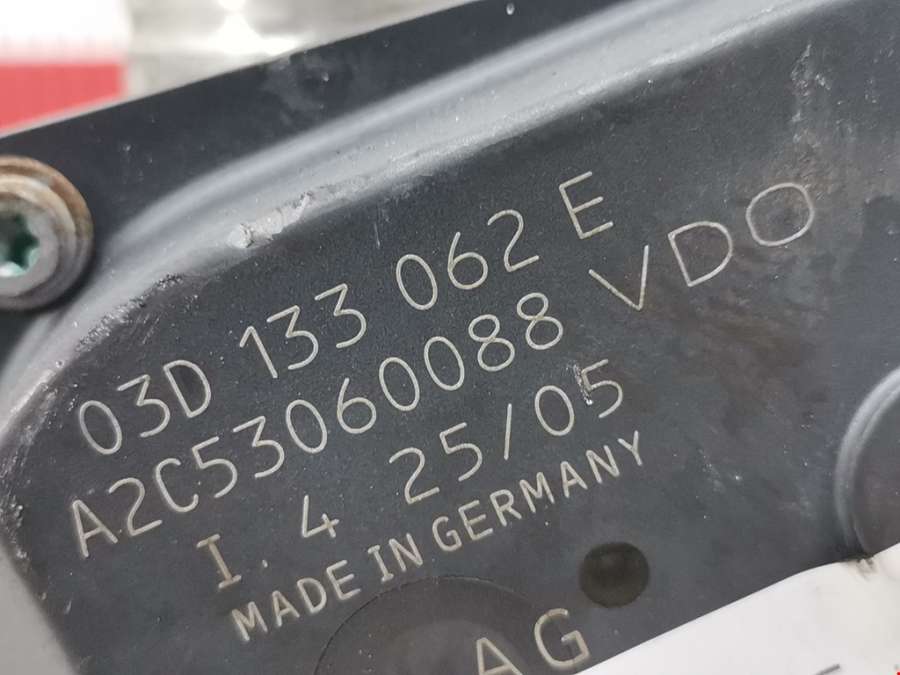 03D 133 062 E
A2C53060088 VDO
I. 4 25/05
MADE IN GERMANY
AG